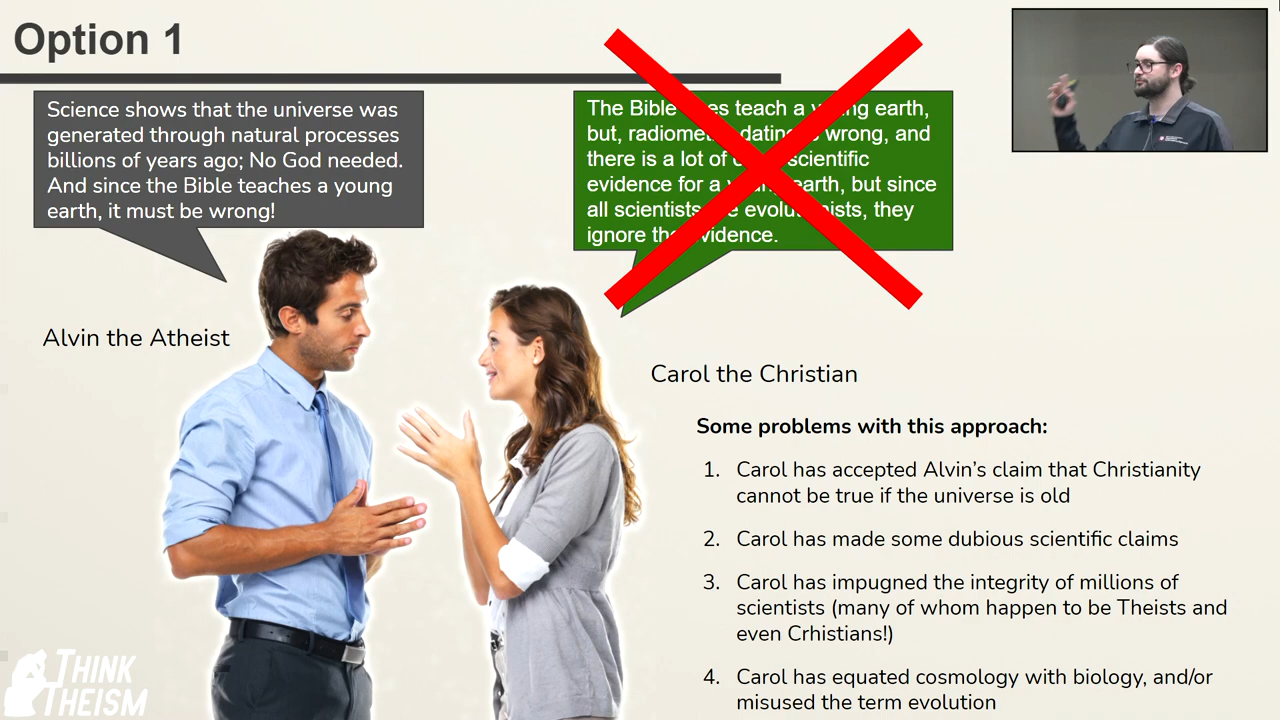 Option 1
Science shows that the universe was
generated through natural processes
billions of years ago; No God needed.
And since the Bible teaches a young
earth, it must be wrong!
The Bible teach a young earth,
but, wrong, and
there is a lot of scientific
evidence for a earth, but since
all scientists, they
ignore the evidence.
Alvin the Atheist
Carol the Christian
Some problems with this approach:
1. Carol has accepted Alvin's claim that Christianity
cannot be true if the universe is old
2. Carol has made some dubious scientific claims
3. Carol has impugned the integrity of millions of
scientists (many of whom happen to be Theists and
even Crhistians!)
4. Carol has equated cosmology with biology, and/or
misused the term evolution
THINK
THEISM